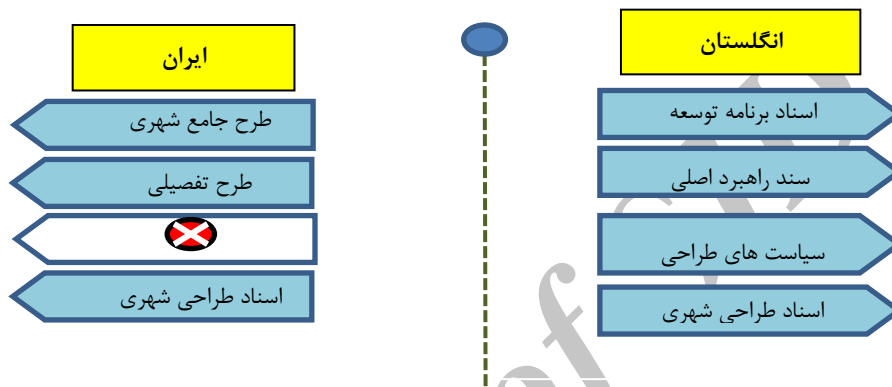 انگلستان
ایران
اسناد برنامه توسعه
طرح جامع شهری
سند راهبرد اصلی
طرح تفصیلی
سیاست های طراحی
اسناد طراحی شهری
اسناد طراحی شهری
of